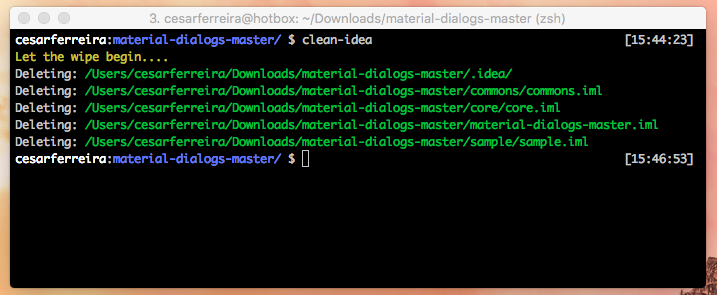 3. cesarferreira@hotbox: ~/Downloads/material-dialogs-master (zsh)
cesarferreira:material-dialogs-master/ $ clean-idea [15:44:23]
Let the wipe begin....
Deleting: /Users/cesarferreira/Downloads/material-dialogs-master/.idea/
Deleting: /Users/cesarferreira/Downloads/material-dialogs-master/commons/commons.iml
Deleting: /Users/cesarferreira/Downloads/material-dialogs-master/core/core.iml
Deleting: /Users/cesarferreira/Downloads/material-dialogs-master/material-dialogs-master.iml
Deleting: /Users/cesarferreira/Downloads/material-dialogs-master/sample/sample.iml
cesarferreira:material-dialogs-master/ $ [15:46:53]